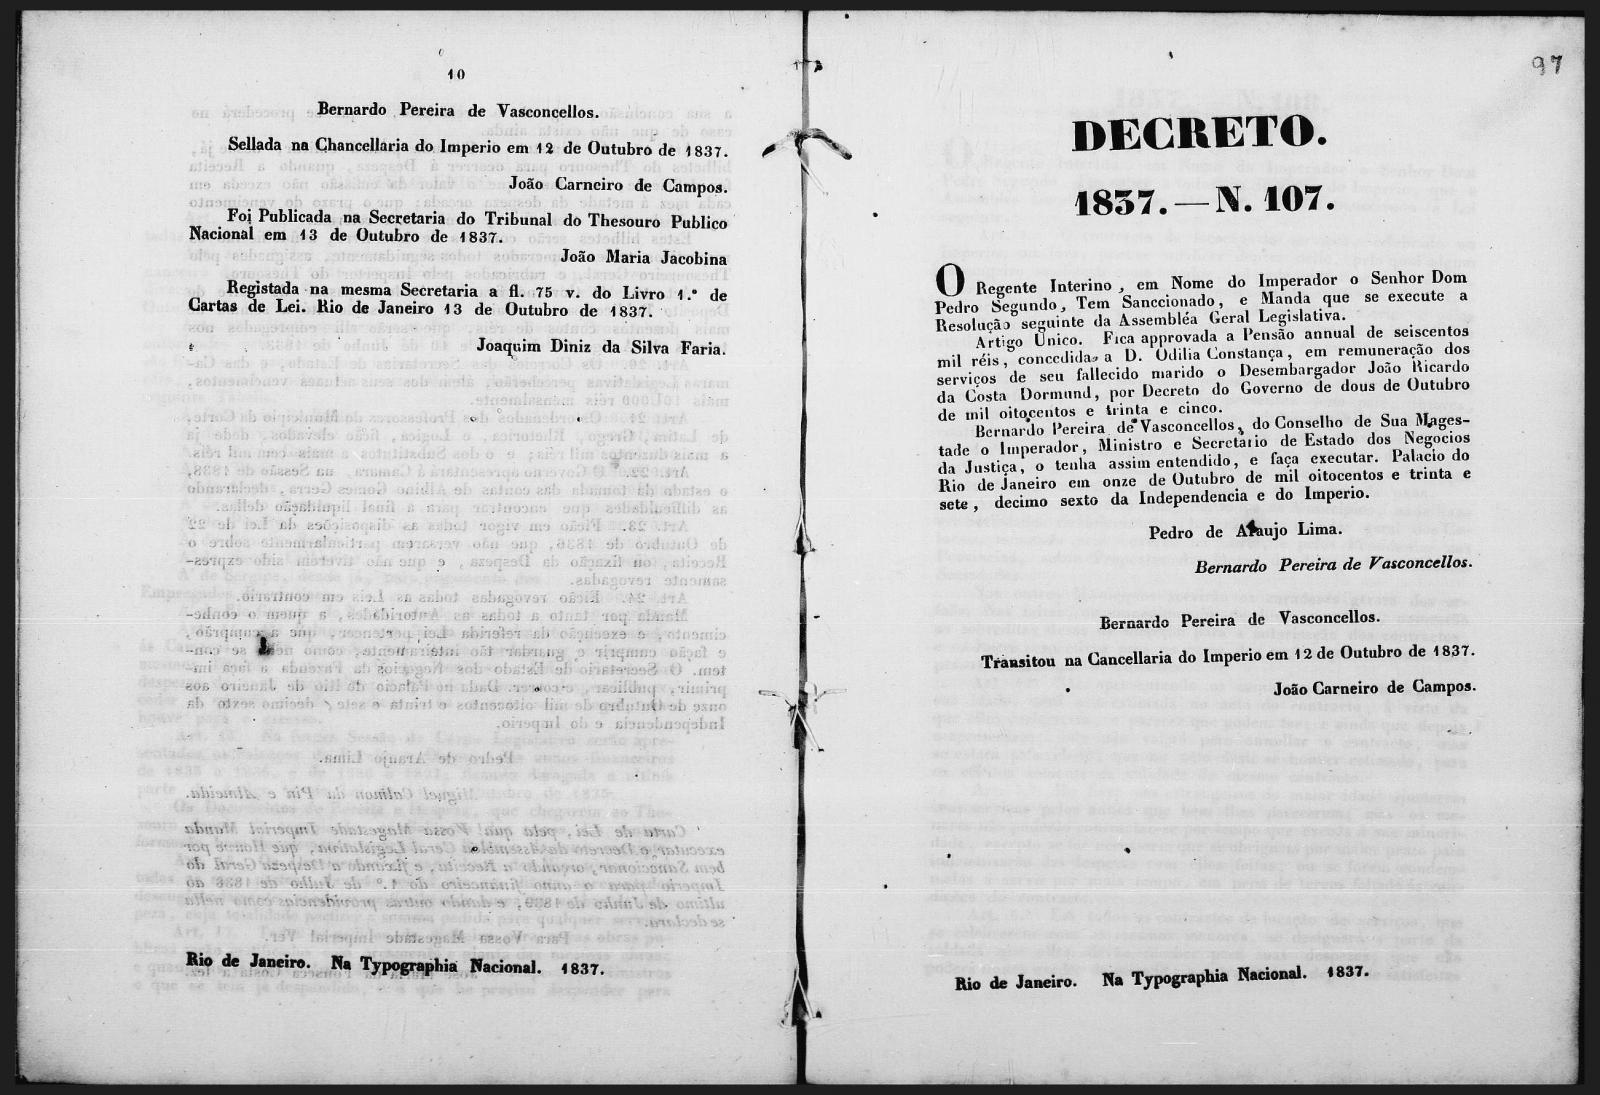 10
Bernardo Pereira de Vasconcellos.
Sellada na Chancellaria do Imperio em 12 de Outubro de 1837.
João Carneiro de Campos.
Foi Publicada na Secretaria do Tribunal do Thesouro Publico
Nacional em 13 de Outubro de 1837.
João Maria Jacobina
Registada na mesma Secretaria a fl. 75 v. do Livro 1.º de
Cartas de Lei. Rio de Janeiro 13 de Outubro de 1837.
Joaquim Diniz da Silva Faria.
Rio de Janeiro. Na Typographia Nacional. 1837.
97
DECRETO.
1837. — N. 107.
O Regente Interino, em Nome do Imperador o Senhor Dom
Pedro Segundo, Tem Sanccionado, e Manda que se execute a
Resolução seguinte da Assembléa Geral Legislativa.
Artigo Unico. Fica approvada a Pensão annual de seiscentos
mil réis, concedida a D. Odilia Constança, em remuneração dos
serviços de seu fallecido marido o Desembargador João Ricardo
da Costa Dormund, por Decreto do Governo de dous de Outubro
de mil oitocentos e trinta e cinco.
Bernardo Pereira de Vasconcellos, do Conselho de Sua Mages-
tade o Imperador, Ministro e Secretario de Estado dos Negocios
da Justiça, o tenha assim entendido, e faça executar. Palacio do
Rio de Janeiro em onze de Outubro de mil oitocentos e trinta e
sete, decimo sexto da Independencia e do Imperio.
Pedro de Araujo Lima.
Bernardo Pereira de Vasconcellos.
Bernardo Pereira de Vasconcellos.
Transitou na Cancellaria do Imperio em 12 de Outubro de 1837.
João Carneiro de Campos.
Rio de Janeiro. Na Typographia Nacional. 1837.